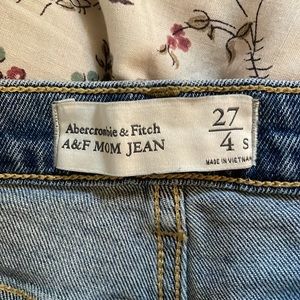 Abercrombie & Fitch
A&F MOM JEAN
27
4 S
MADE IN VIETNAM